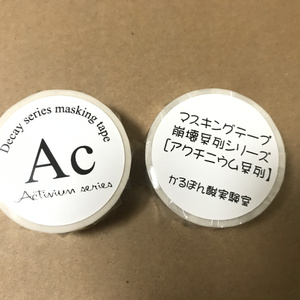 Decay series masking tape
Ac
Actinium series
マスキングテープ
崩壊系列シリーズ
[アクチニウム系列]
かるぼん酸実験室